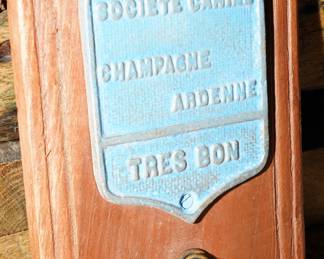 SOCIETE
CHAMPAGNE
ARDENNE
TRES BON